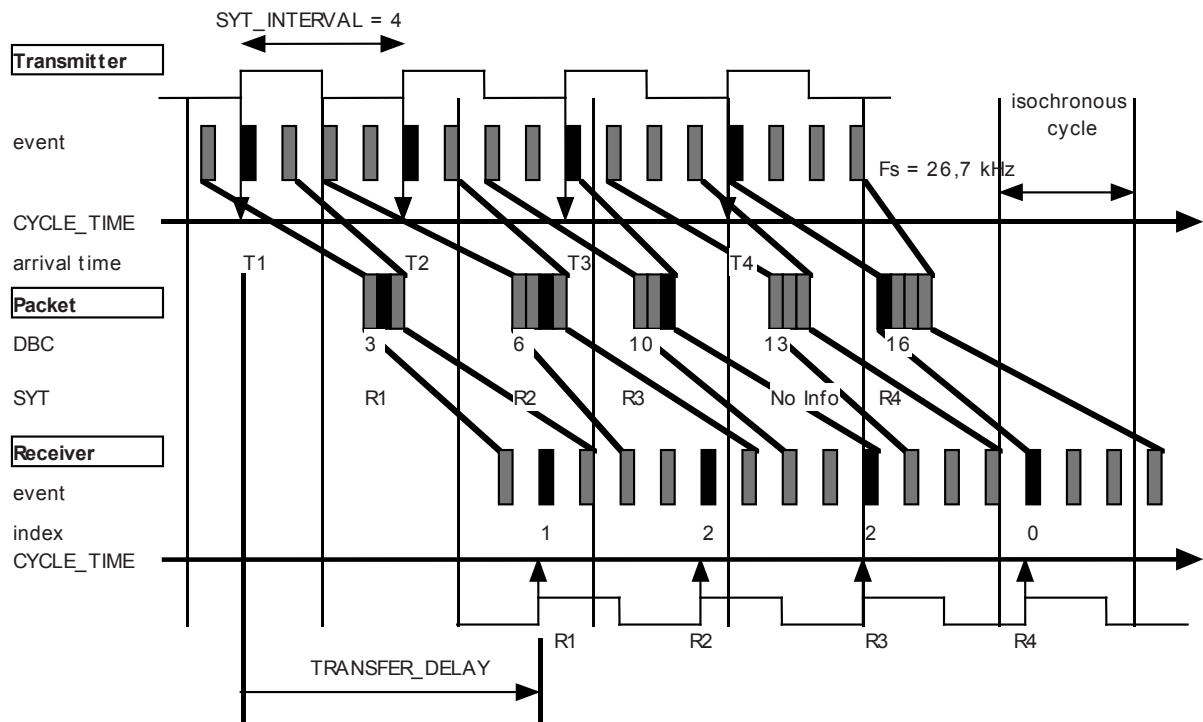 SYT_INTERVAL = 4
Transmitter
isochronous
cycle
event
Fs = 26,7 kHz
CYCLE_TIME
arrival time T1 T2 T3 T4
Packet
DBC 3 6 10 13 16
SYT R1 R2 R3 No Info R4
Receiver
event
index 1 2 2 0
CYCLE_TIME
R1 R2 R3 R4
TRANSFER_DELAY